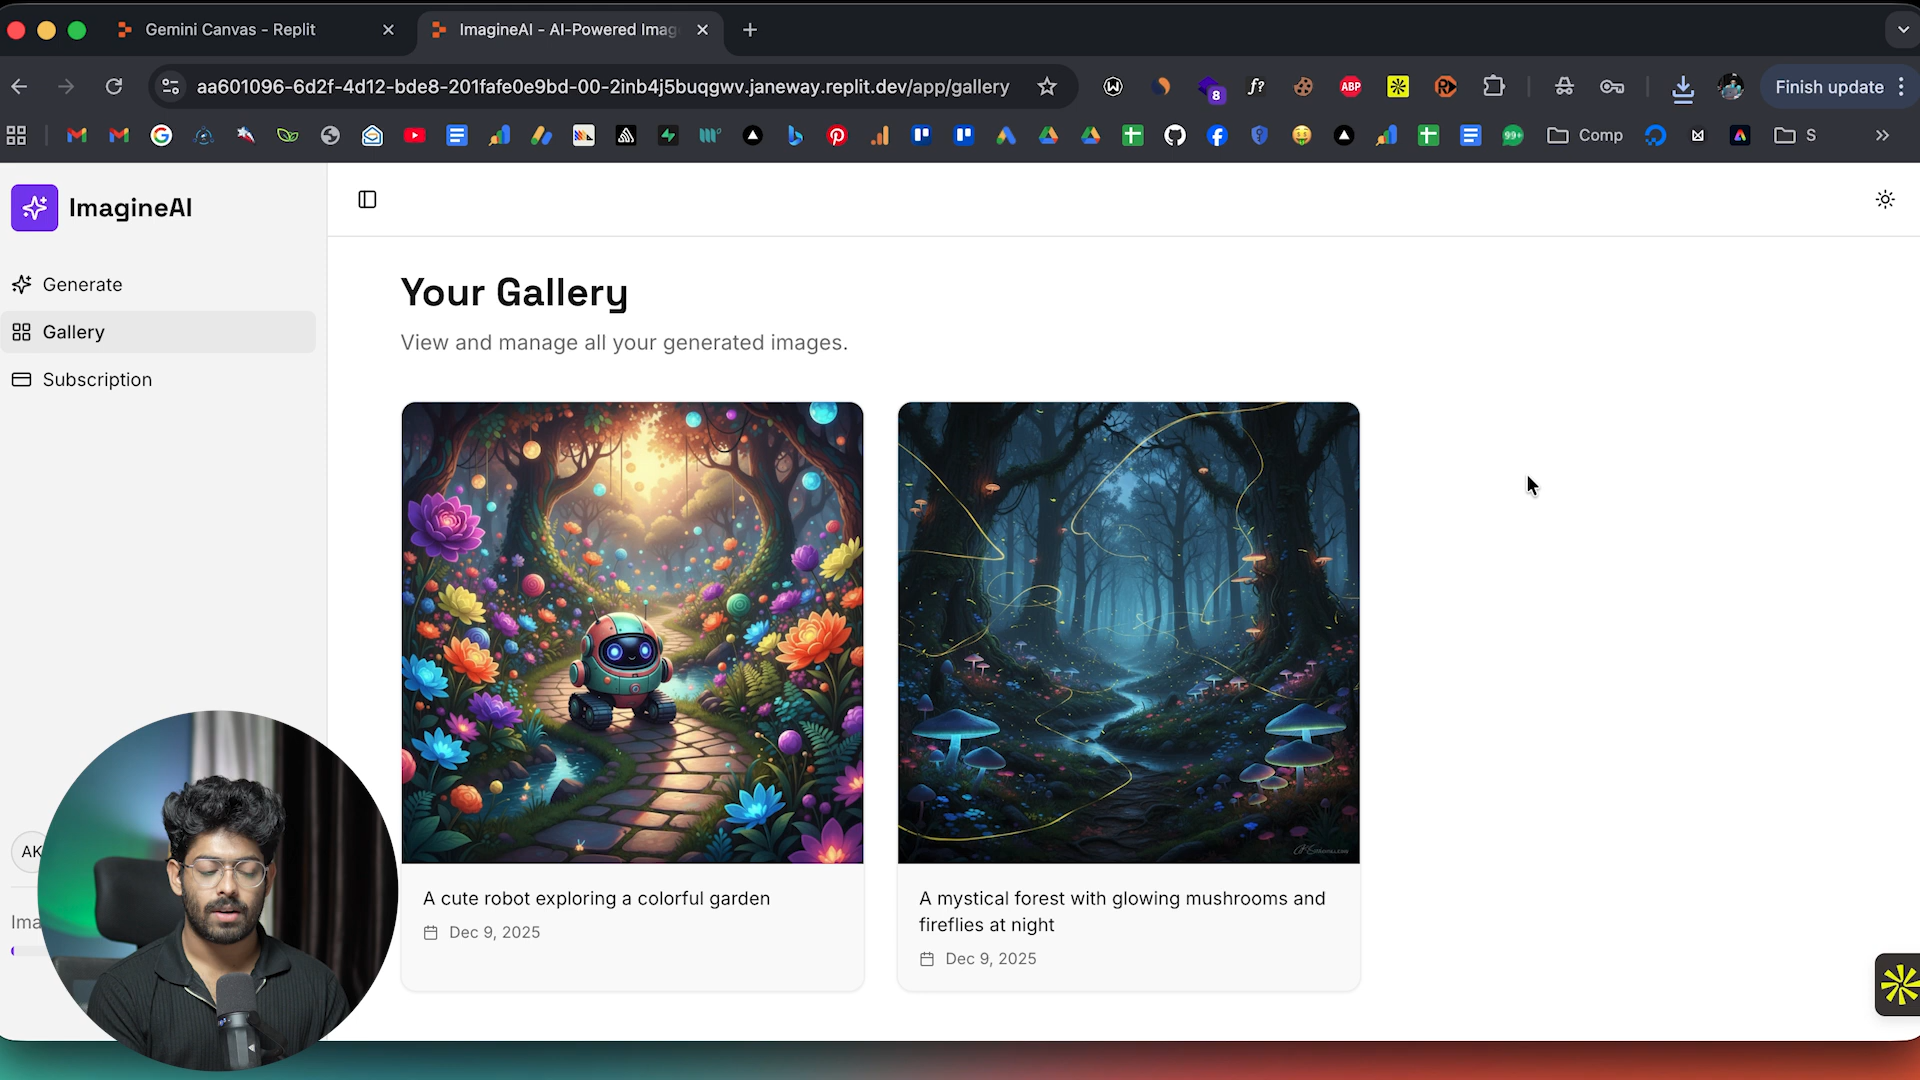 Gemini Canvas - Replit
ImagineAI - AI-Powered Imag
aa601096-6d2f-4d12-bde8-201fafe0e9bd-00-2inb4j5buqgwv.janeway.replit.dev/app/gallery
8
f?
ABP
Finish update
99+
Comp
S
ImagineAI
Generate
Gallery
Subscription
Your Gallery
View and manage all your generated images.
A cute robot exploring a colorful garden
Dec 9, 2025
A mystical forest with glowing mushrooms and
fireflies at night
Dec 9, 2025
AK
Ima